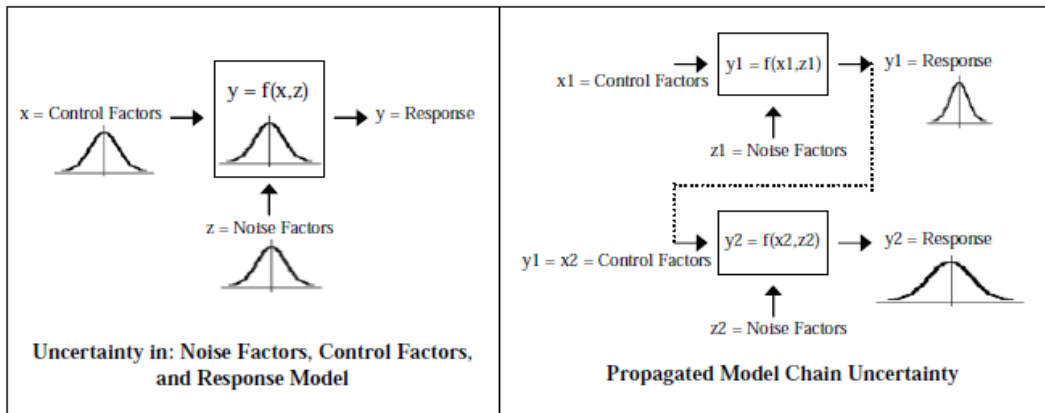 y = f(x,z)
x = Control Factors
y = Response
z = Noise Factors
Uncertainty in: Noise Factors, Control Factors,
and Response Model
y1 = f(x1,z1)
y1 = Response
x1 = Control Factors
z1 = Noise Factors
y2 = f(x2,z2)
y2 = Response
y1 = x2 = Control Factors
z2 = Noise Factors
Propagated Model Chain Uncertainty